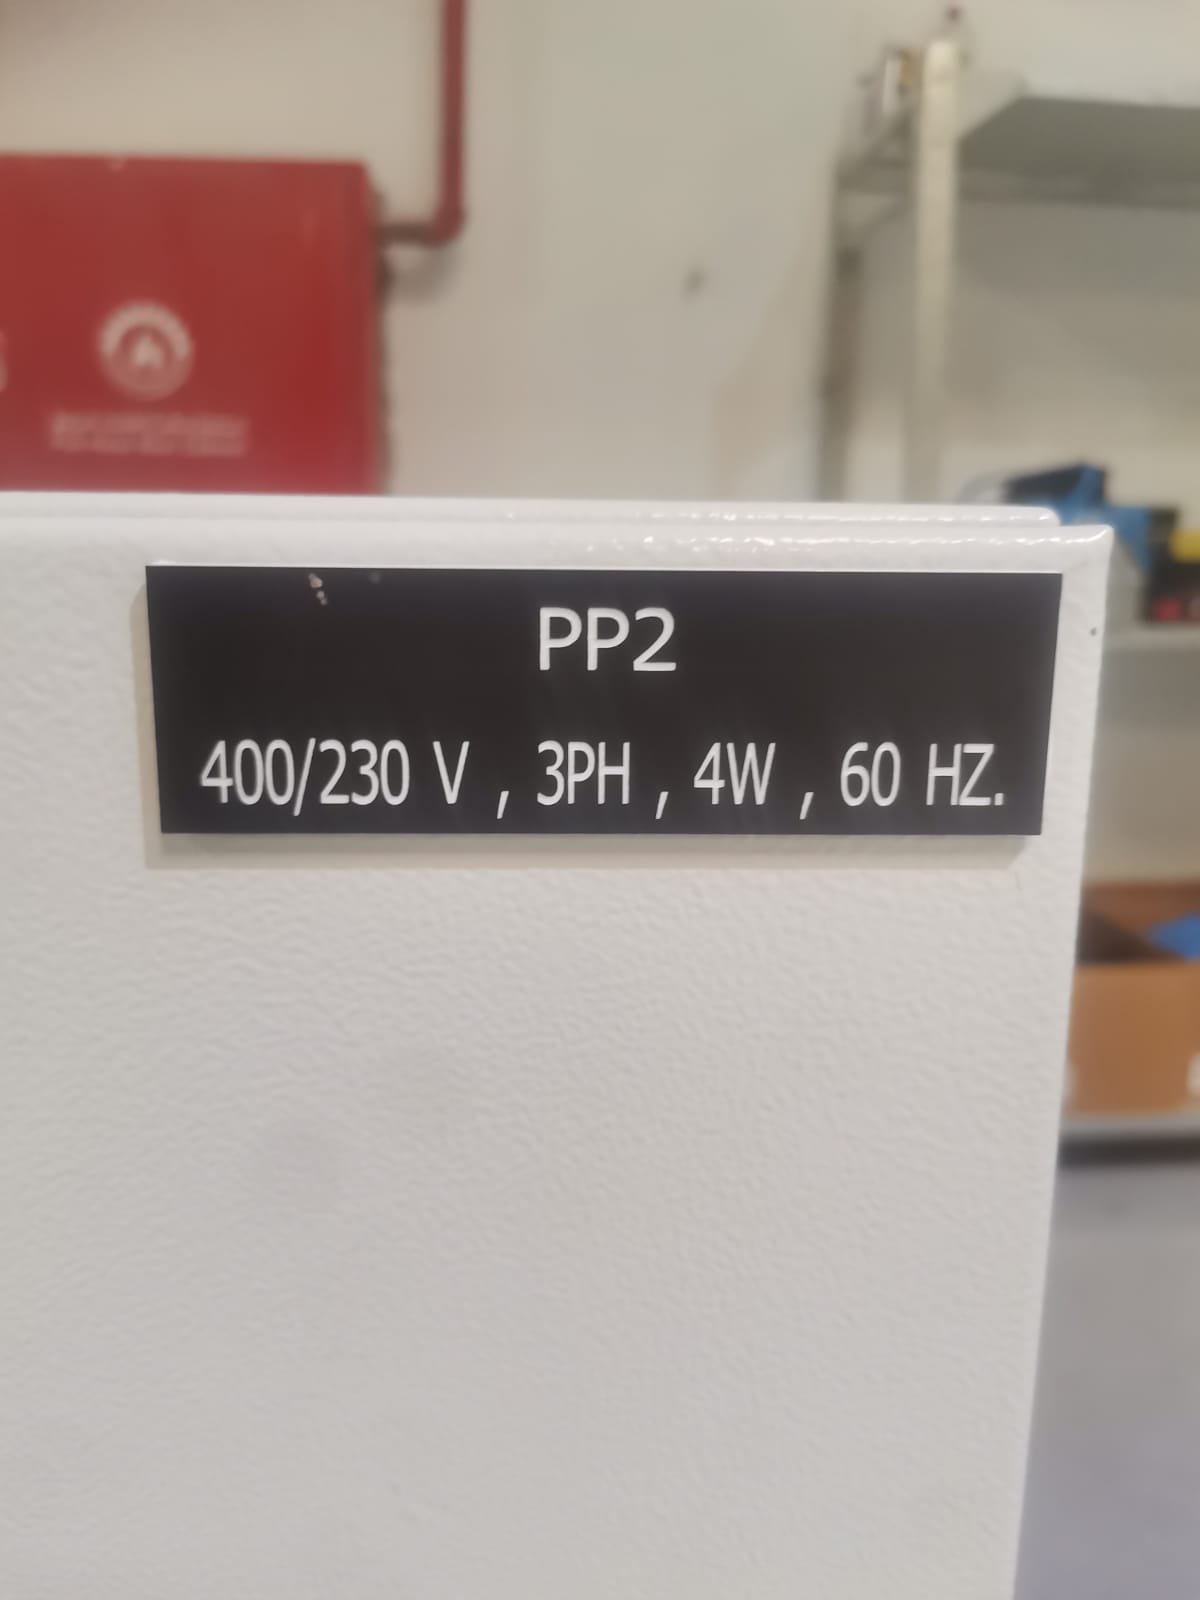 PP2
400/230 V , 3PH , 4W , 60 HZ.